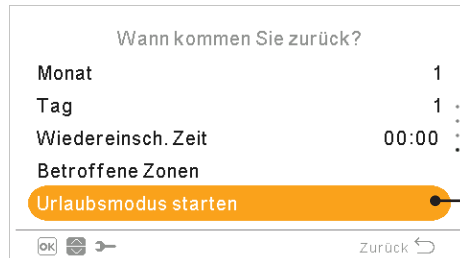 Wann kommen Sie zurück?
Monat 1
Tag 1
Wiedereinsch. Zeit 00:00
Betroffene Zonen
Urlaubsmodus starten
OK Zurück